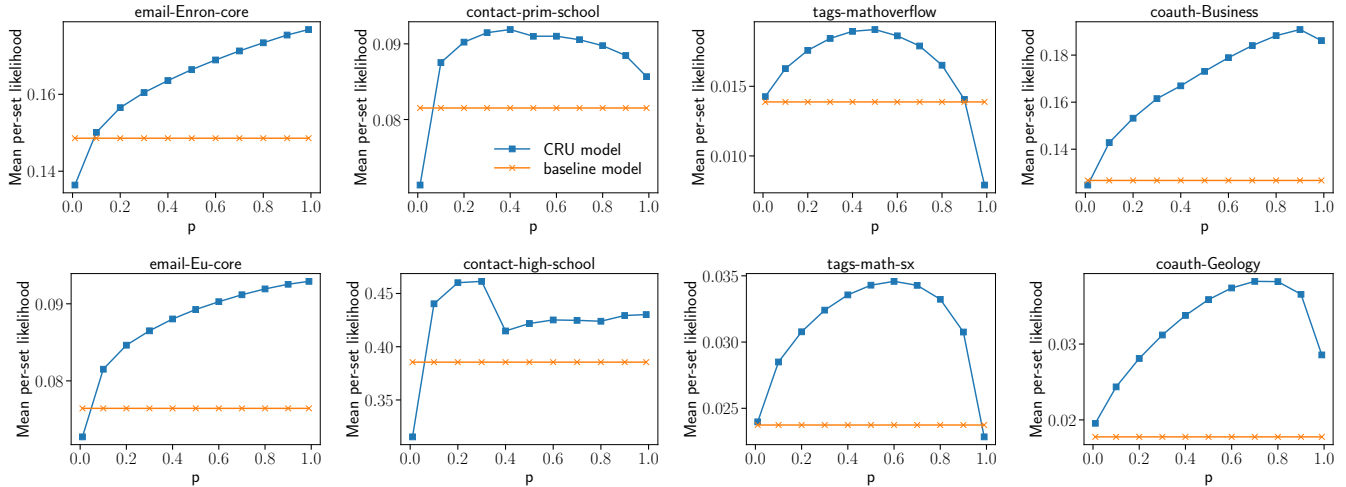 email-Enron-core
Mean per-set likelihood
0.16
0.14
0.0 0.2 0.4 0.6 0.8 1.0
p
contact-prim-school
Mean per-set likelihood
0.09
0.08
CRU model
baseline model
0.0 0.2 0.4 0.6 0.8 1.0
p
tags-mathoverflow
Mean per-set likelihood
0.015
0.010
0.0 0.2 0.4 0.6 0.8 1.0
p
coauth-Business
Mean per-set likelihood
0.18
0.16
0.14
0.0 0.2 0.4 0.6 0.8 1.0
p
email-Eu-core
Mean per-set likelihood
0.09
0.08
0.0 0.2 0.4 0.6 0.8 1.0
p
contact-high-school
Mean per-set likelihood
0.45
0.40
0.35
0.0 0.2 0.4 0.6 0.8 1.0
p
tags-math-sx
Mean per-set likelihood
0.035
0.030
0.025
0.0 0.2 0.4 0.6 0.8 1.0
p
coauth-Geology
Mean per-set likelihood
0.03
0.02
0.0 0.2 0.4 0.6 0.8 1.0
p